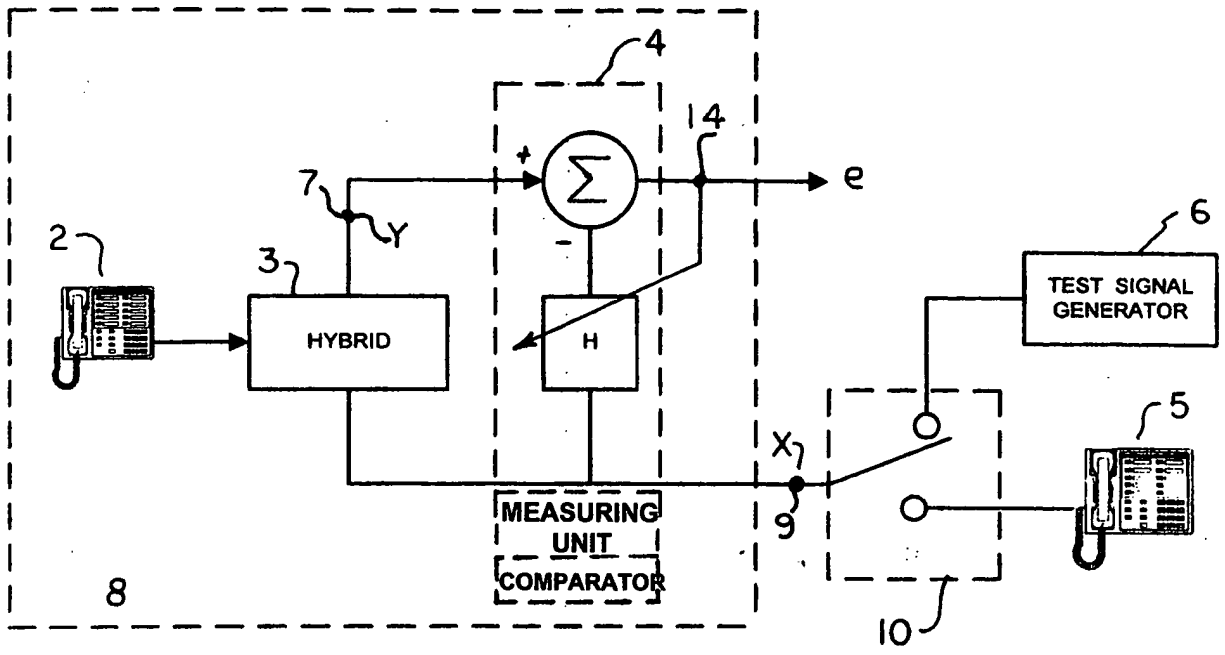 4
14
+
Σ
e
7
Y
6
2
3
-
TEST SIGNAL
GENERATOR
HYBRID
H
5
X
9
MEASURING
UNIT
COMPARATOR
8
10